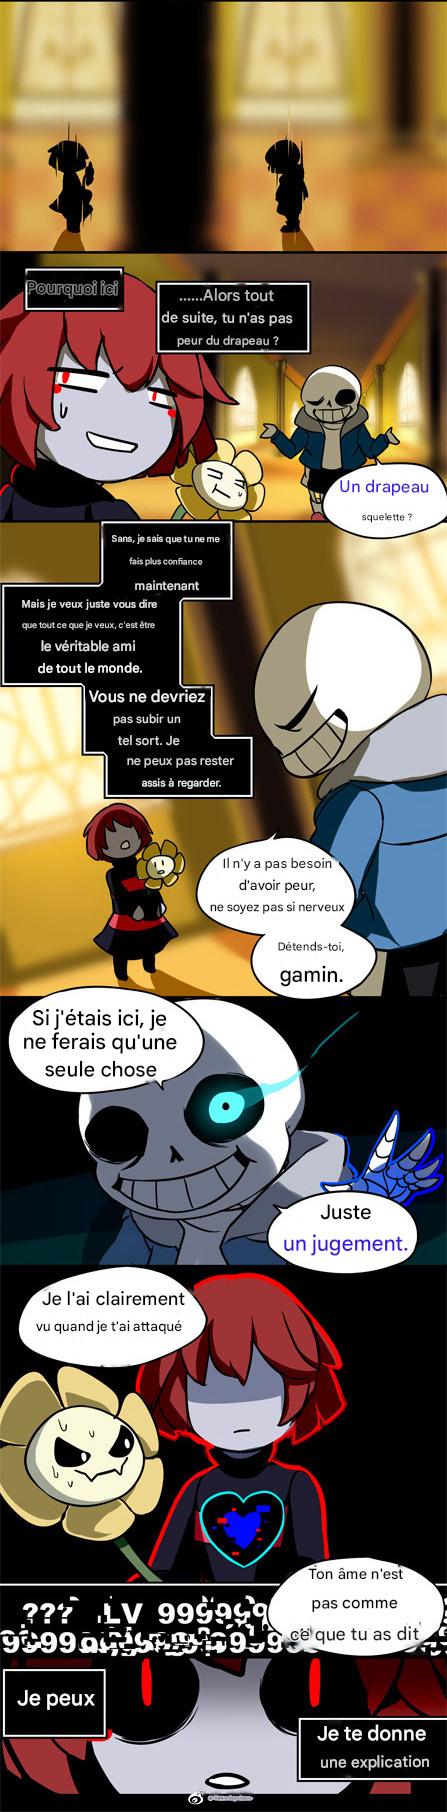 Pourquoi ici
......Alors tout
de suite, tu n'as pas
peur du drapeau ?
Un drapeau
squelette ?
Sans, je sais que tu ne me
fais plus confiance
maintenant
Mais je veux juste vous dire
que tout ce que je veux, c'est être
le véritable ami
de tout le monde.
Vous ne devriez
pas subir un
tel sort. Je
ne peux pas rester
assis à regarder.
Il n'y a pas besoin
d'avoir peur,
ne soyez pas si nerveux
Détends-toi,
gamin.
Si j'étais ici, je
ne ferais qu'une
seule chose
Juste
un jugement.
Je l'ai clairement
vu quand je t'ai attaqué
Ton âme n'est
pas comme
ce que tu as dit
??? LV 99999
Je peux
Je te donne
une explication